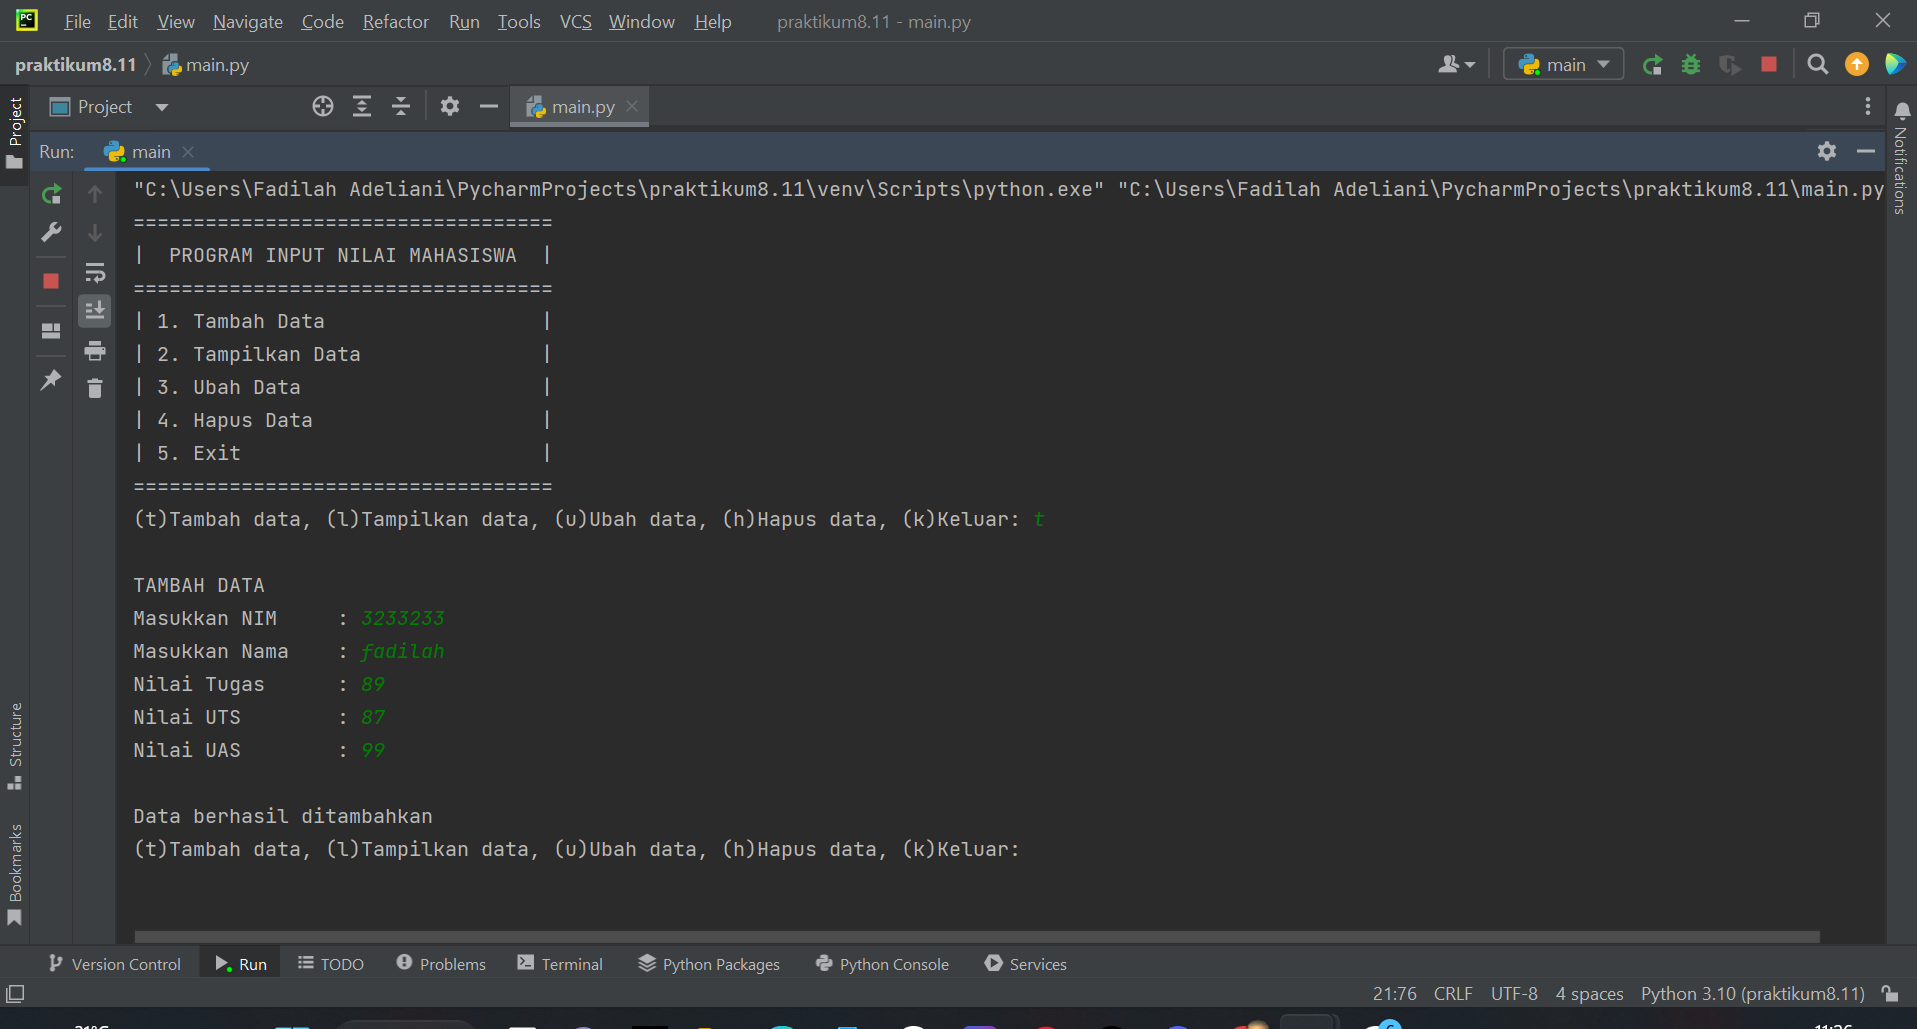 PC
File Edit View Navigate Code Refactor Run Tools VCS Window Help praktikum8.11 - main.py
praktikum8.11 main.py main
Project main.py
Project
Notifications
Run: main
"C:\Users\Fadilah Adeliani\PycharmProjects\praktikum8.11\venv\Scripts\python.exe" "C:\Users\Fadilah Adeliani\PycharmProjects\praktikum8.11\main.py
===================================
| PROGRAM INPUT NILAI MAHASISWA |
===================================
| 1. Tambah Data |
| 2. Tampilkan Data |
| 3. Ubah Data |
| 4. Hapus Data |
| 5. Exit |
===================================
(t)Tambah data, (l)Tampilkan data, (u)Ubah data, (h)Hapus data, (k)Keluar: t
TAMBAH DATA
Masukkan NIM : 3233233
Masukkan Nama : fadilah
Nilai Tugas : 89
Nilai UTS : 87
Nilai UAS : 99
Data berhasil ditambahkan
(t)Tambah data, (l)Tampilkan data, (u)Ubah data, (h)Hapus data, (k)Keluar:
Structure
Bookmarks
Version Control Run TODO Problems Terminal Python Packages Python Console Services
21:76 CRLF UTF-8 4 spaces Python 3.10 (praktikum8.11)